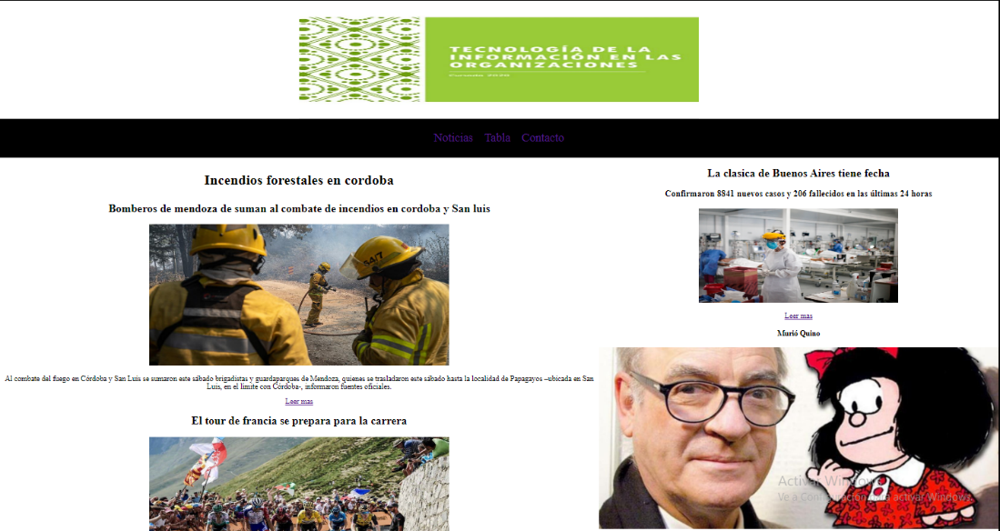 TECNOLOGÍA DE LA
INFORMACIÓN EN LAS
ORGANIZACIONES
Noticias Tabla Contacto
Incendios forestales en cordoba
Bomberos de mendoza de suman al combate de incendios en cordoba y San luis
24/7
Al combate del fuego en Córdoba y San Luis se sumaron este sábado brigadistas y guardaparques de Mendoza, quienes se trasladaron este sábado hasta la localidad de Papagayos –ubicada en San
Luis, en el límite con Córdoba-, informaron fuentes oficiales.
Leer mas
El tour de francia se prepara para la carrera
La clasica de Buenos Aires tiene fecha
Confirmaron 8841 nuevos casos y 206 fallecidos en las últimas 24 horas
Leer mas
Murió Quino
Activar Windows
Ve a Configuración para activar Windows.